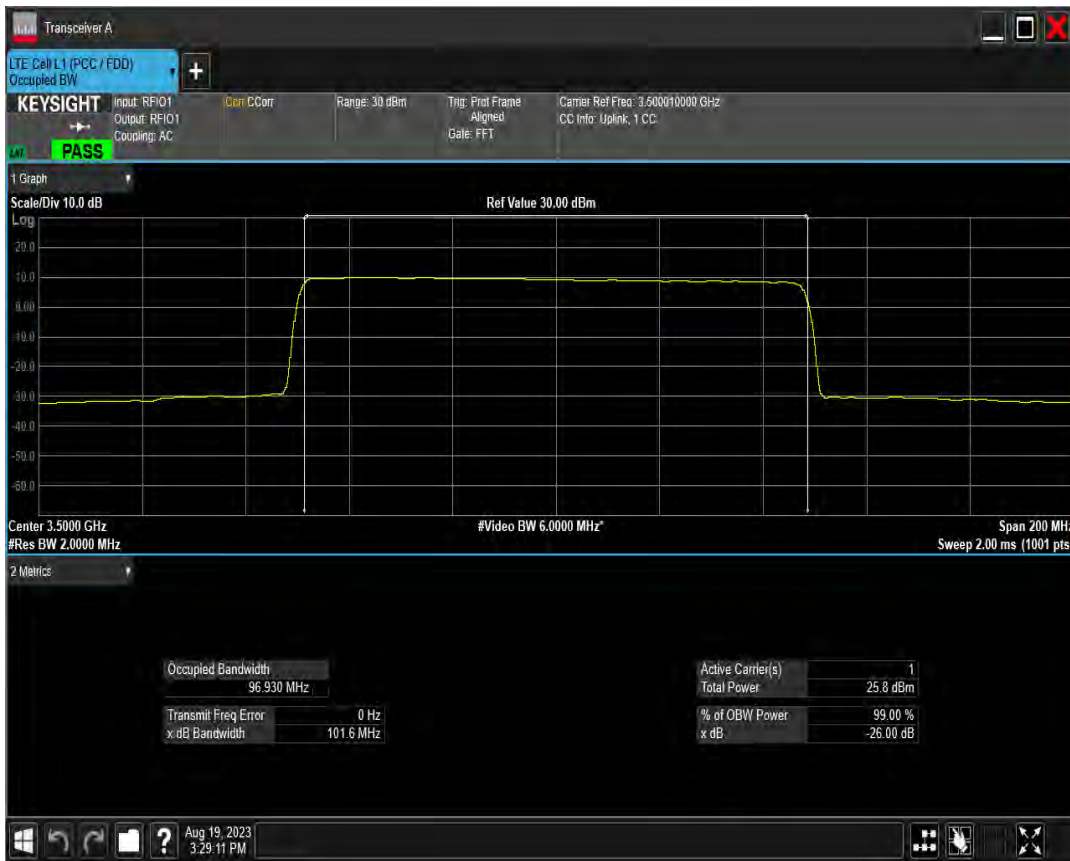 Transceiver A
LTE Cell L1 (PCC / FDD)
Occupied BW
+
KEYSIGHT
Input: RFIO1
Output: RFIO1
Coupling: AC
Corr CCorr
Range: 30 dBm
Trig: Prot Frame
Aligned
Gate: FFT
Carrier Ref Freq: 3.500010000 GHz
CC Info: Uplink, 1 CC
PASS
1 Graph
Scale/Div 10.0 dB
Ref Value 30.00 dBm
Log
20.0
10.0
0.00
-10.0
-20.0
-30.0
-40.0
-50.0
-60.0
Center 3.5000 GHz
#Video BW 6.0000 MHz*
Span 200 MHz
#Res BW 2.0000 MHz
Sweep 2.00 ms (1001 pts
2 Metrics
Occupied Bandwidth
96.930 MHz
Transmit Freq Error 0 Hz
x dB Bandwidth 101.6 MHz
Active Carrier(s) 1
Total Power 25.8 dBm
% of OBW Power 99.00 %
x dB -26.00 dB
?
Aug 19, 2023
3:29:11 PM